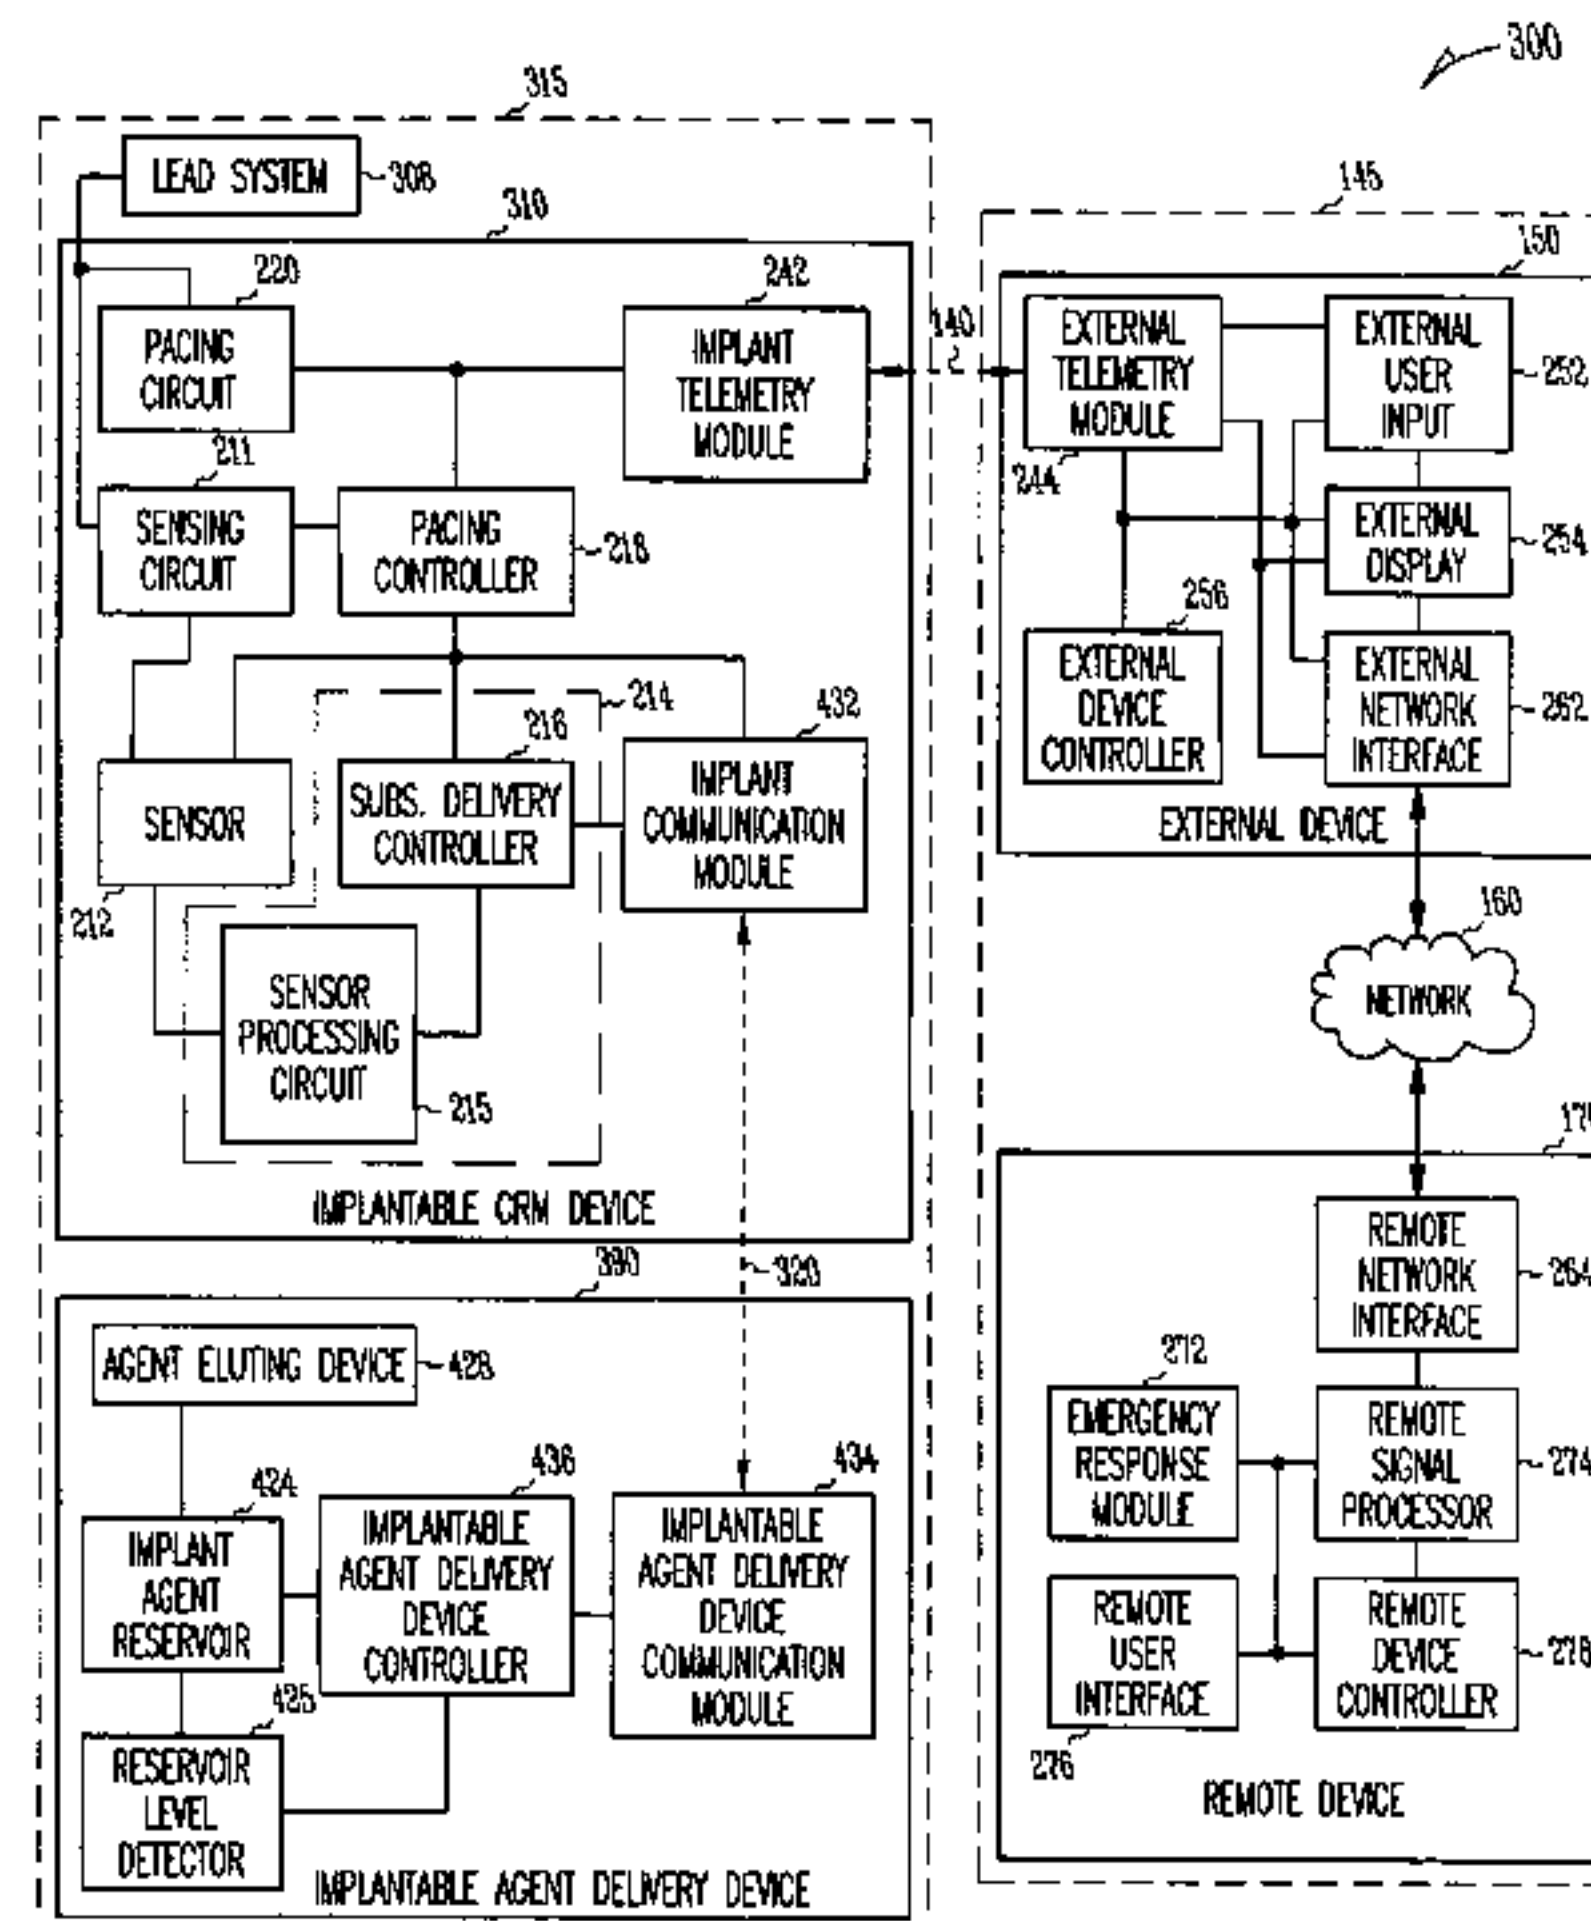 300
315
LEAD SYSTEM
308
310
145
150
220
242
140
PACING
CIRCUIT
IMPLANT
TELEMETRY
MODULE
EXTERNAL
TELEMETRY
MODULE
244
EXTERNAL
USER
INPUT
252
211
SENSING
CIRCUIT
PACING
CONTROLLER
218
EXTERNAL
DISPLAY
254
256
EXTERNAL
DEVICE
CONTROLLER
EXTERNAL
NETWORK
INTERFACE
262
EXTERNAL DEVICE
214
216
432
SENSOR
212
SUBS. DELIVERY
CONTROLLER
IMPLANT
COMMUNICATION
MODULE
SENSOR
PROCESSING
CIRCUIT
215
IMPLANTABLE CRM DEVICE
160
NETWORK
390
320
AGENT ELUTING DEVICE
428
424
IMPLANT
AGENT
RESERVOIR
436
IMPLANTABLE
AGENT DELIVERY
DEVICE
CONTROLLER
434
IMPLANTABLE
AGENT DELIVERY
DEVICE
COMMUNICATION
MODULE
425
RESERVOIR
LEVEL
DETECTOR
IMPLANTABLE AGENT DELIVERY DEVICE
REMOTE
NETWORK
INTERFACE
264
272
EMERGENCY
RESPONSE
MODULE
REMOTE
SIGNAL
PROCESSOR
274
REMOTE
USER
INTERFACE
276
REMOTE
DEVICE
CONTROLLER
278
REMOTE DEVICE